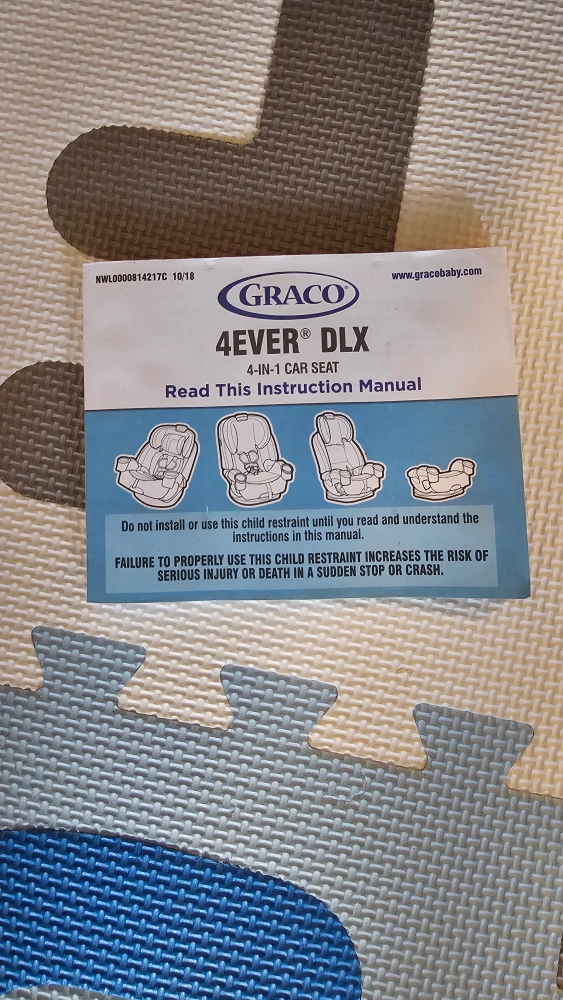 NWL0000814217C 10/18
GRACO®
www.gracobaby.com
4EVER® DLX
4-IN-1 CAR SEAT
Read This Instruction Manual
Do not install or use this child restraint until you read and understand the
instructions in this manual.
FAILURE TO PROPERLY USE THIS CHILD RESTRAINT INCREASES THE RISK OF
SERIOUS INJURY OR DEATH IN A SUDDEN STOP OR CRASH.